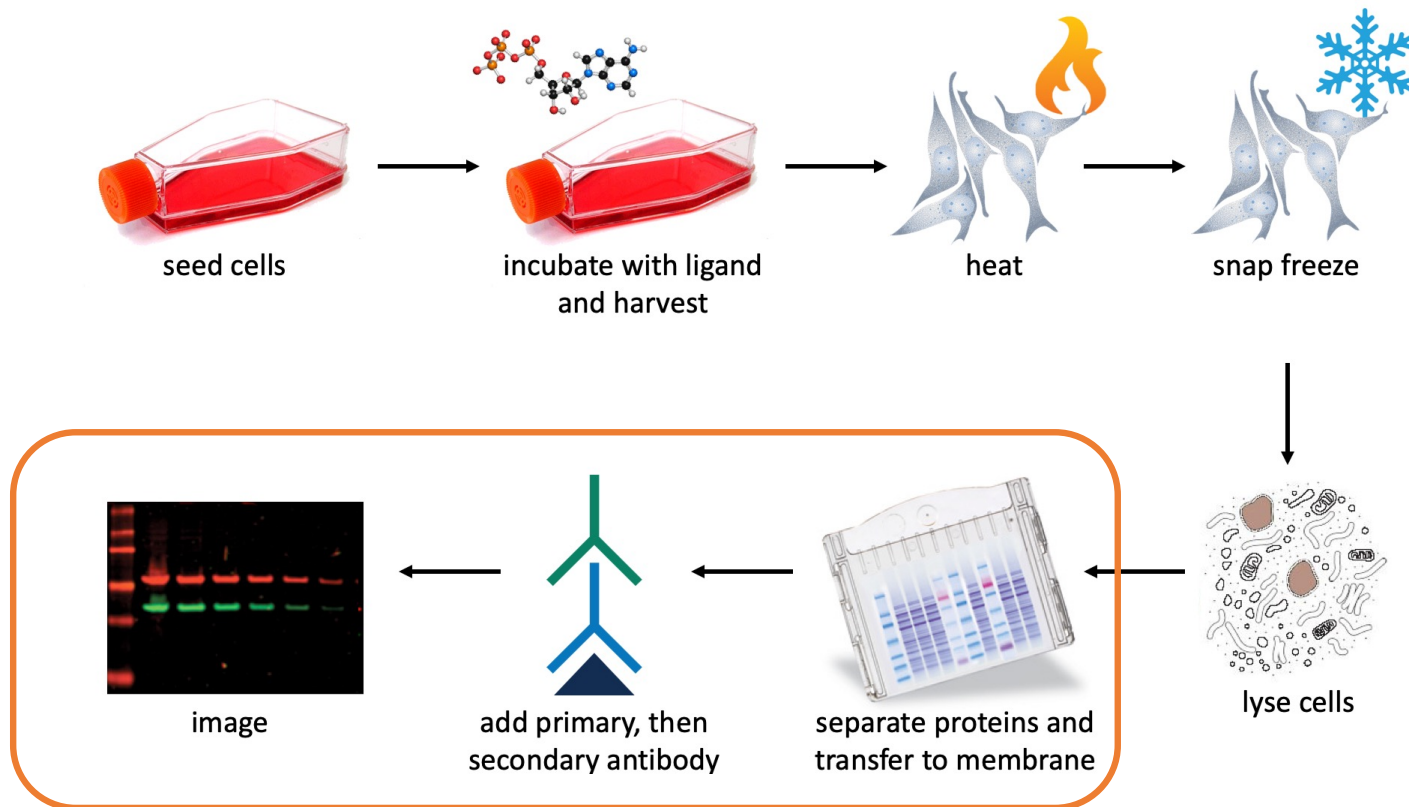 seed cells
incubate with ligand
and harvest
heat
snap freeze
lyse cells
separate proteins and
transfer to membrane
add primary, then
secondary antibody
image